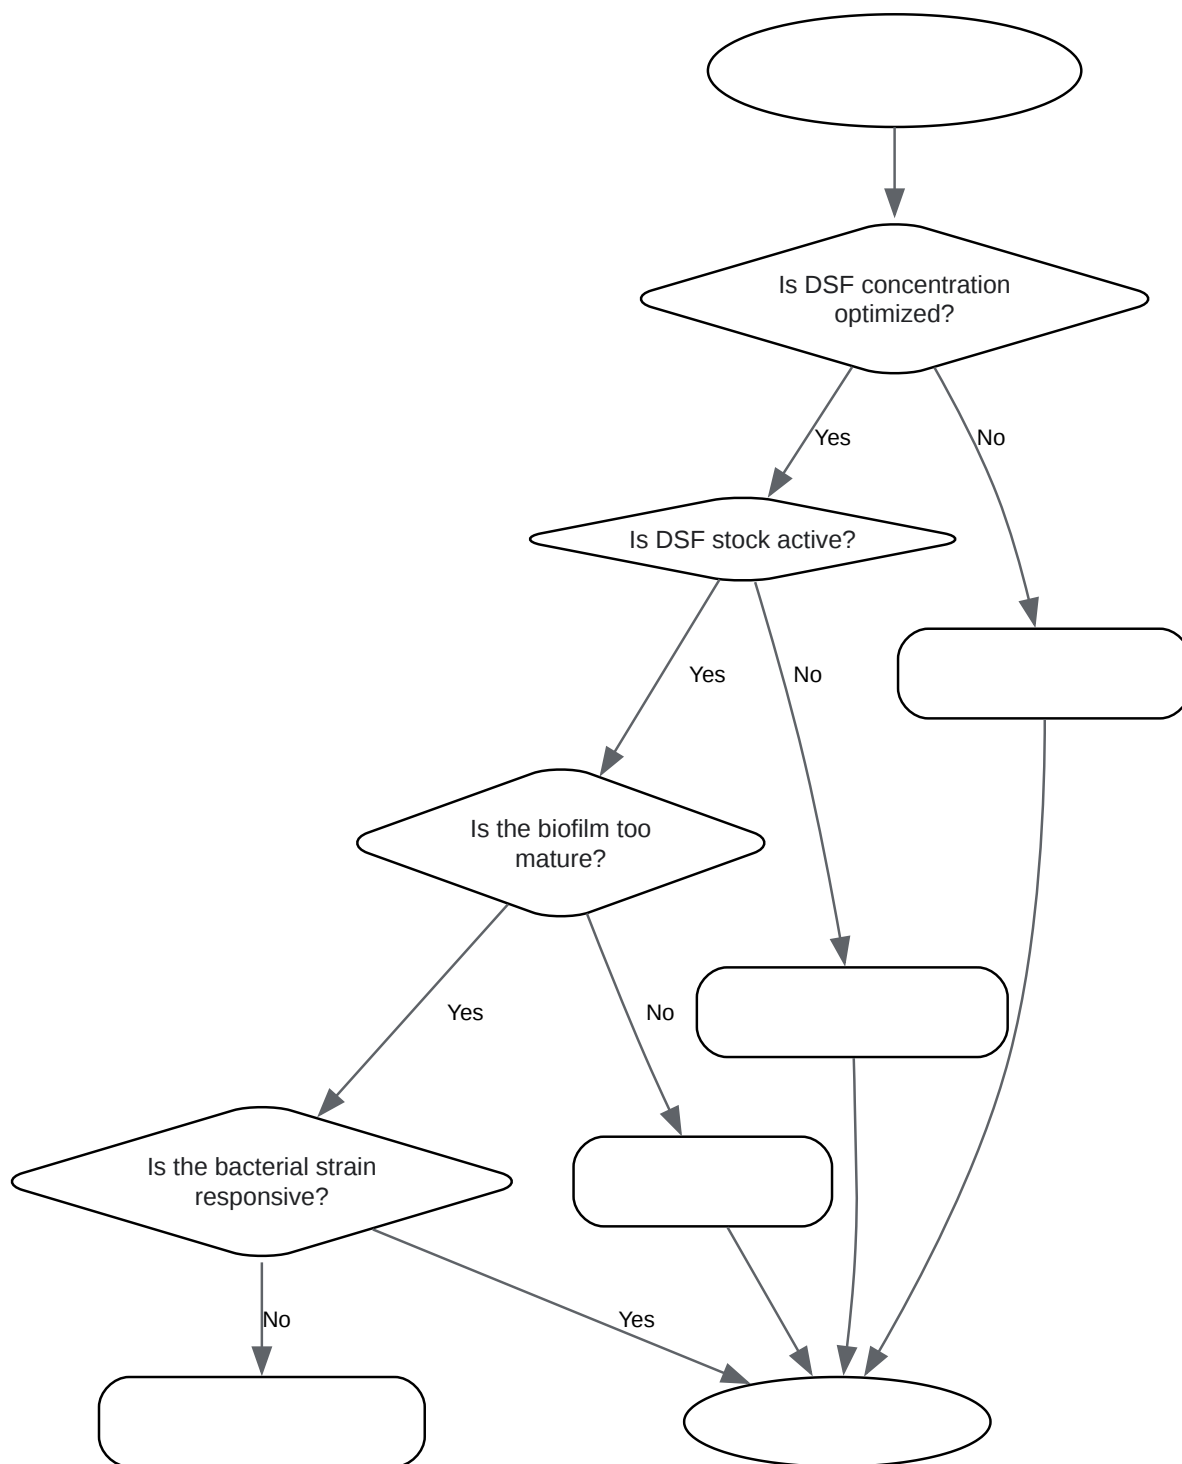 Is DSF concentration
optimized?
Yes
No
Is DSF stock active?
Yes
No
Is the biofilm too
mature?
Yes
No
Is the bacterial strain
responsive?
No
Yes